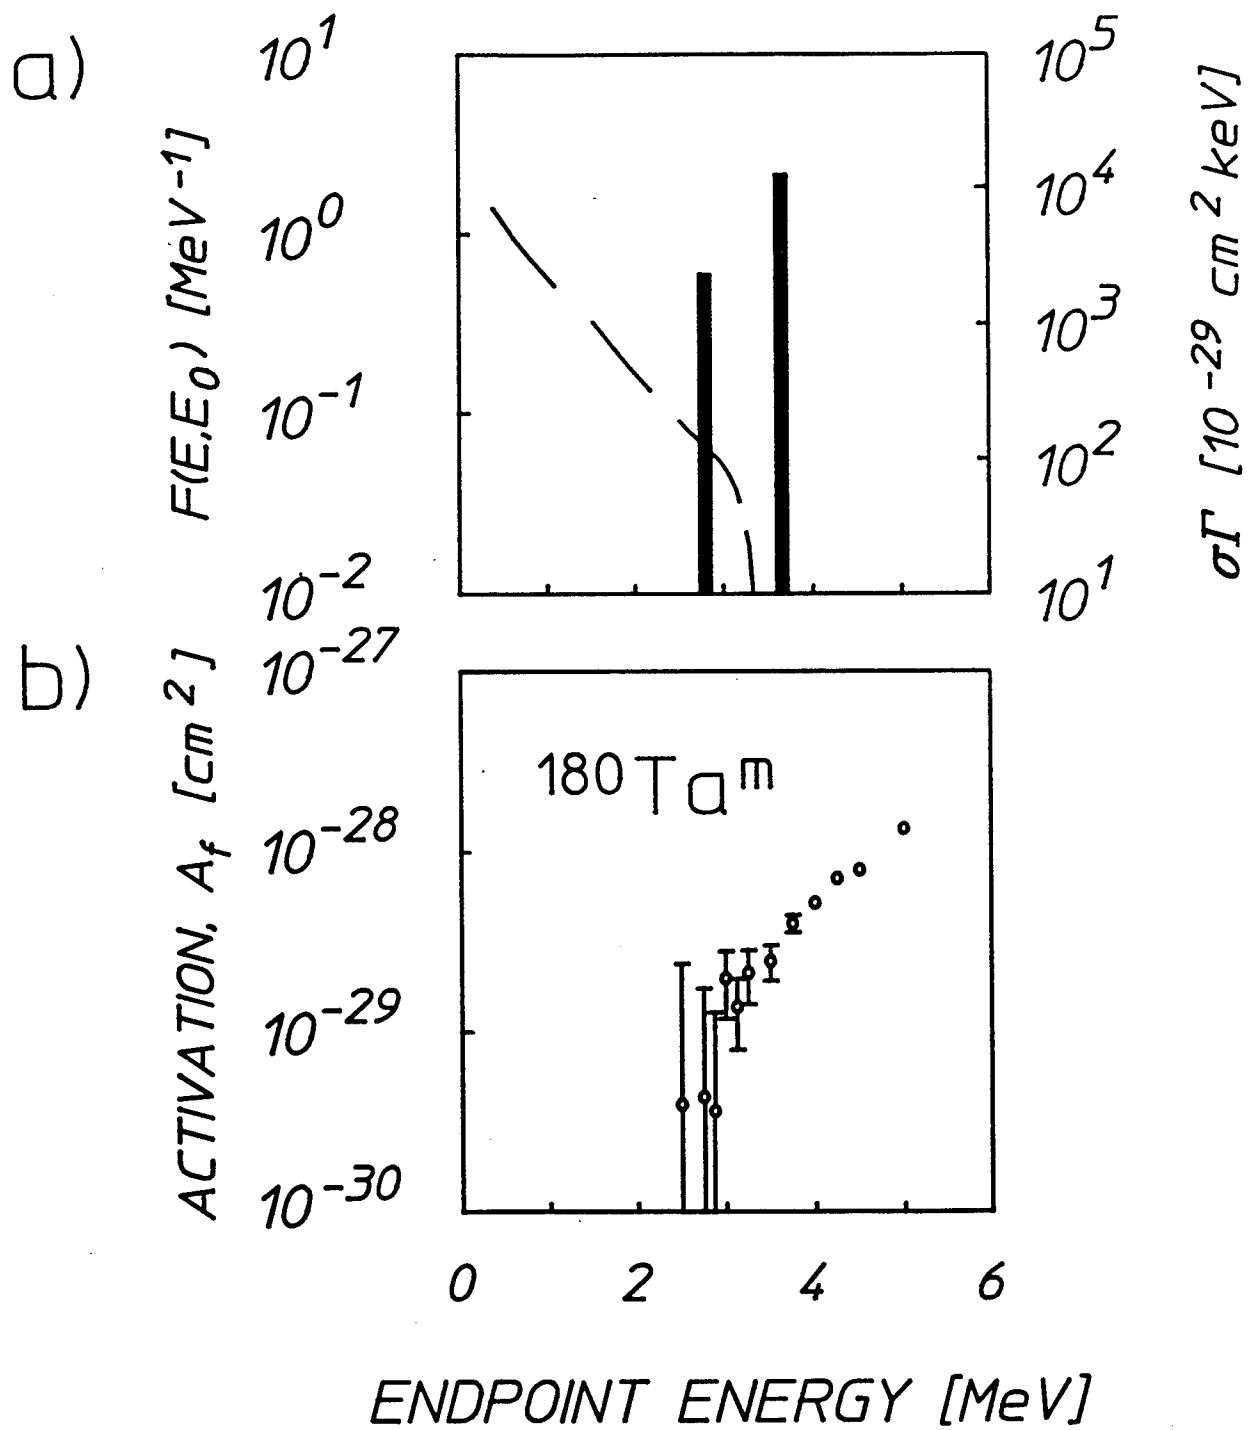 a)
10^1
10^0
10^-1
10^-2
F(E,E_0) [MeV^-1]
10^5
10^4
10^3
10^2
10^1
σΓ [10^-29 cm^2 keV]
b)
10^-27
10^-28
10^-29
10^-30
ACTIVATION, A_f [cm^2]
180Ta^m
0 2 4 6
ENDPOINT ENERGY [MeV]